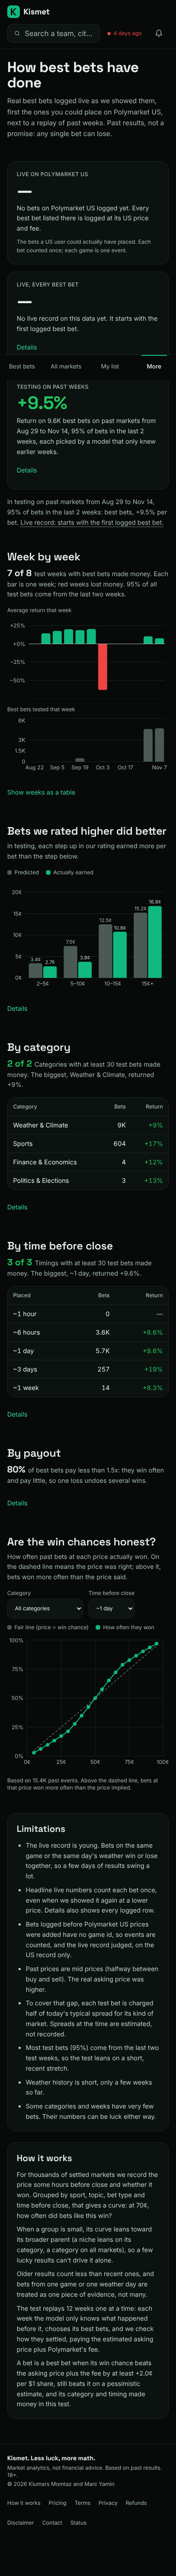 Kismet
Search a team, cit...
4 days ago
How best bets have
done
Real best bets logged live as we showed them,
first the ones you could place on Polymarket US,
next to a replay of past weeks. Past results, not a
promise: any single bet can lose.
LIVE ON POLYMARKET US
—
No bets on Polymarket US logged yet. Every
best bet listed there is logged at its US price
and fee.
The bets a US user could actually have placed. Each
bet counted once; each game is one event.
LIVE, EVERY BEST BET
—
No live record on this data yet. It starts with the
first logged best bet.
Details
Best bets
All markets
My list
More
TESTING ON PAST WEEKS
+9.5%
Return on 9.6K best bets on past markets from
Aug 29 to Nov 14, 95% of bets in the last 2
weeks, each picked by a model that only knew
earlier weeks.
Details
In testing on past markets from Aug 29 to Nov 14,
95% of bets in the last 2 weeks: best bets, +9.5% per
bet. Live record: starts with the first logged best bet.
Week by week
7 of 8 test weeks with best bets made money. Each
bar is one week; red weeks lost money. 95% of all
test bets come from the last two weeks.
Average return that week
+25%
+0%
−25%
−50%
Best bets tested that week
6K
3K
1.5K
0
Aug 22 Sep 5 Sep 19 Oct 3 Oct 17 Nov 7
Show weeks as a table
Bets we rated higher did better
In testing, each step up in our rating earned more per
bet than the step below.
Predicted Actually earned
20¢
15¢
10¢
5¢
0¢
3.4¢ 2.7¢ 7.5¢ 3.8¢ 12.5¢ 10.8¢ 15.2¢ 16.8¢
2–5¢ 5–10¢ 10–15¢ 15¢+
Details
By category
2 of 2 Categories with at least 30 test bets made
money. The biggest, Weather & Climate, returned
+9%.
Category Bets Return
Weather & Climate 9K +9%
Sports 604 +17%
Finance & Economics 4 +12%
Politics & Elections 3 +13%
Details
By time before close
3 of 3 Timings with at least 30 test bets made
money. The biggest, ~1 day, returned +9.6%.
Placed Bets Return
~1 hour 0 —
~6 hours 3.6K +8.6%
~1 day 5.7K +9.6%
~3 days 257 +19%
~1 week 14 +8.3%
Details
By payout
80% of best bets pay less than 1.5x: they win often
and pay little, so one loss undoes several wins.
Details
Are the win chances honest?
How often past bets at each price actually won. On
the dashed line means the price was right; above it,
bets won more often than the price said.
Category Time before close
All categories ~1 day
Fair line (price = win chance) How often they won
100%
75%
50%
25%
0%
0¢ 25¢ 50¢ 75¢ 100¢
Based on 15.4K past events. Above the dashed line, bets at
that price won more often than the price implied.
Limitations
The live record is young. Bets on the same
game or the same day's weather win or lose
together, so a few days of results swing a
lot.
Headline live numbers count each bet once,
even when we showed it again at a lower
price. Details also shows every logged row.
Bets logged before Polymarket US prices
were added have no game id, so events are
counted, and the live record judged, on the
US record only.
Past prices are mid prices (halfway between
buy and sell). The real asking price was
higher.
To cover that gap, each test bet is charged
half of today's typical spread for its kind of
market. Spreads at the time are estimated,
not recorded.
Most test bets (95%) come from the last two
test weeks, so the test leans on a short,
recent stretch.
Weather history is short, only a few weeks
so far.
Some categories and weeks have very few
bets. Their numbers can be luck either way.
How it works
For thousands of settled markets we record the
price some hours before close and whether it
won. Grouped by sport, topic, bet type and
time before close, that gives a curve: at 70¢,
how often did bets like this win?
When a group is small, its curve leans toward
its broader parent (a niche leans on its
category, a category on all markets), so a few
lucky results can't drive it alone.
Older results count less than recent ones, and
bets from one game or one weather day are
treated as one piece of evidence, not many.
The test replays 12 weeks one at a time: each
week the model only knows what happened
before it, chooses its best bets, and we check
how they settled, paying the estimated asking
price plus Polymarket's fee.
A bet is a best bet when its win chance beats
the asking price plus the fee by at least +2.0¢
per $1 share, still beats it on a pessimistic
estimate, and its category and timing made
money in this test.
Kismet. Less luck, more math.
Market analytics, not financial advice. Based on past results.
18+.
© 2026 Kiumars Momtaz and Marc Yamin
How it works Pricing Terms Privacy Refunds
Disclaimer Contact Status